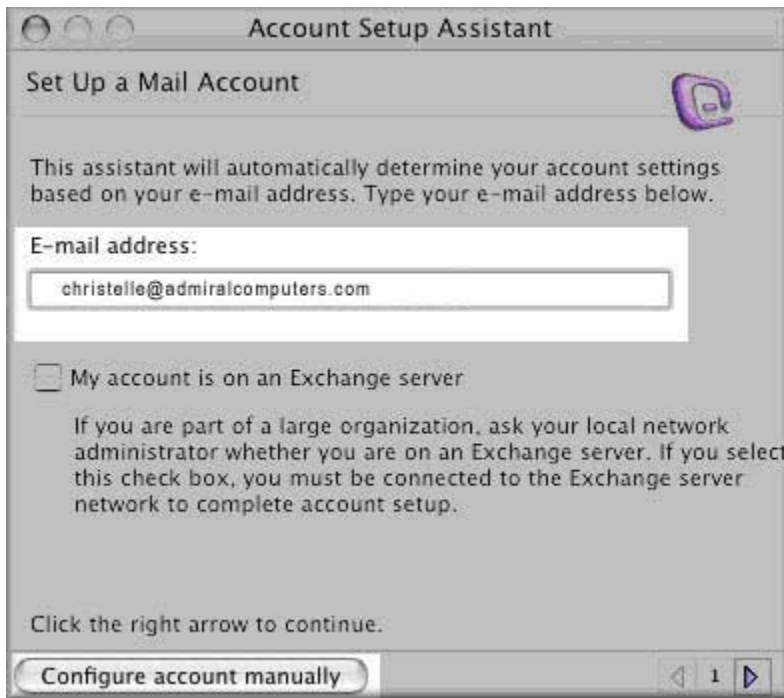 Account Setup Assistant
Set Up a Mail Account
This assistant will automatically determine your account settings
based on your e-mail address. Type your e-mail address below.
E-mail address:
christelle@admiralcomputers.com
My account is on an Exchange server
If you are part of a large organization, ask your local network
administrator whether you are on an Exchange server. If you select
this check box, you must be connected to the Exchange server
network to complete account setup.
Click the right arrow to continue.
Configure account manually
1